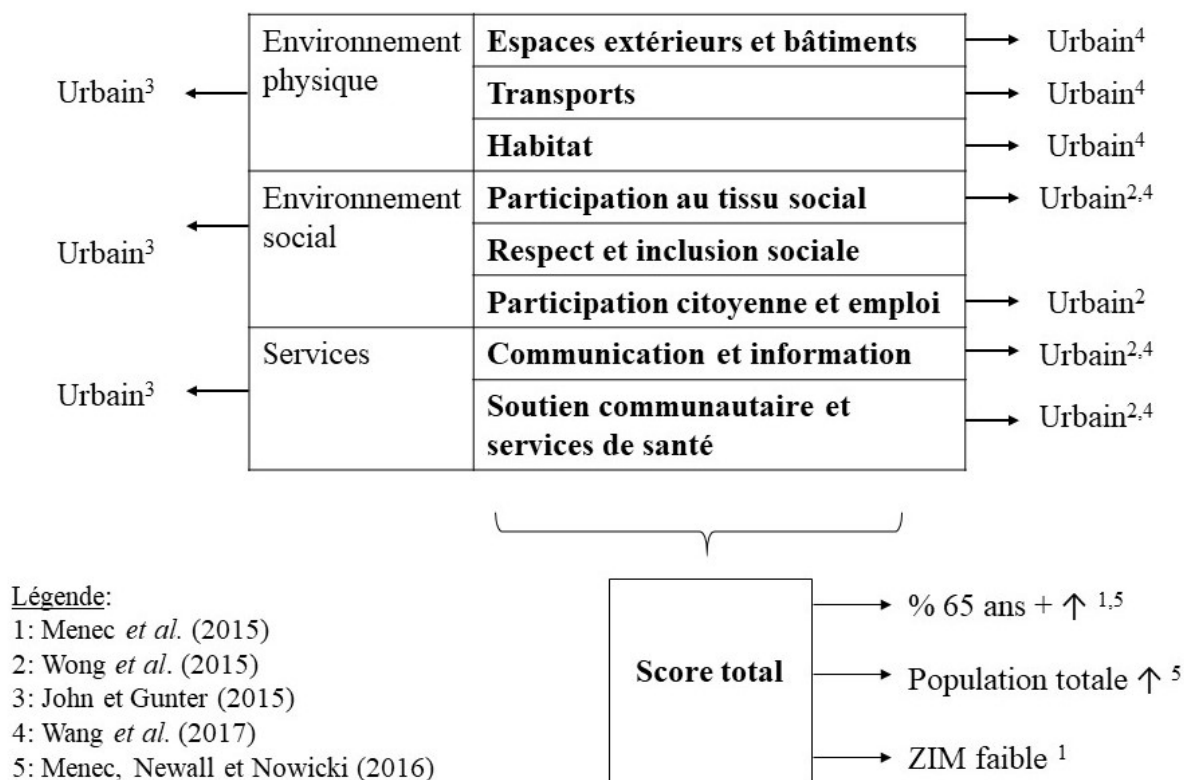 Environnement physique
Urbain³
Espaces extérieurs et bâtiments
Urbain⁴
Transports
Urbain⁴
Habitat
Urbain⁴
Environnement social
Urbain³
Participation au tissu social
Urbain²,⁴
Respect et inclusion sociale
Participation citoyenne et emploi
Urbain²
Services
Urbain³
Communication et information
Urbain²,⁴
Soutien communautaire et
services de santé
Urbain²,⁴
Légende:
1: Menec et al. (2015)
2: Wong et al. (2015)
3: John et Gunter (2015)
4: Wang et al. (2017)
5: Menec, Newall et Nowicki (2016)
Score total
% 65 ans + ↑ ¹,⁵
Population totale ↑ ⁵
ZIM faible ¹